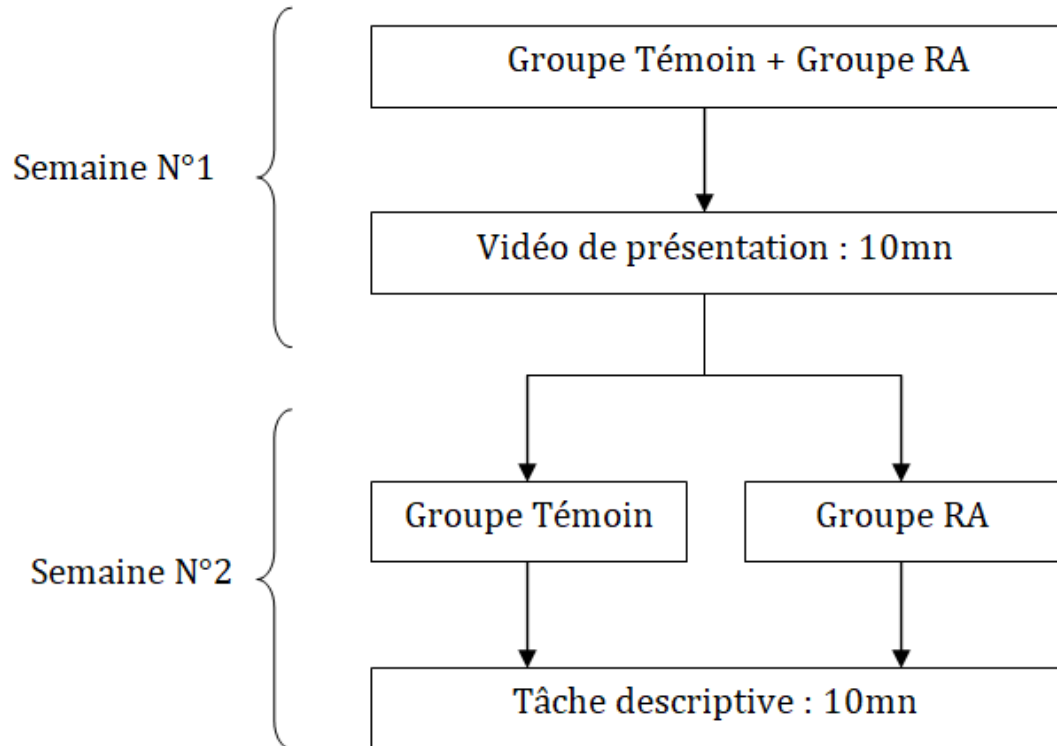 Groupe Témoin + Groupe RA
Semaine N°1
Vidéo de présentation : 10mn
Groupe Témoin
Groupe RA
Semaine N°2
Tâche descriptive : 10mn